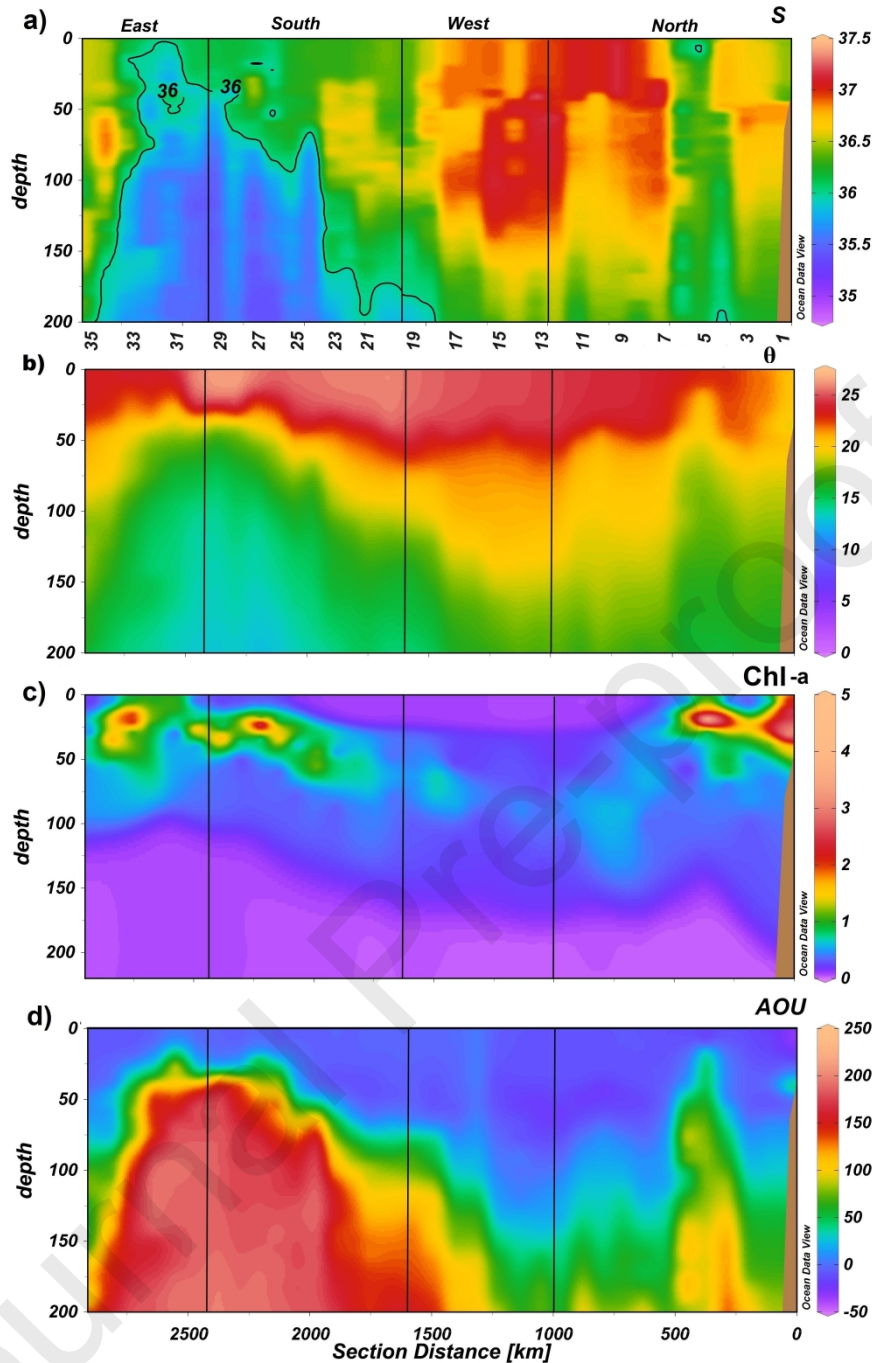 a) East South West North S
0
50
100
150
200
depth
36 36
37.5
37
36.5
36
35.5
35
Ocean Data View
35 33 31 29 27 25 23 21 19 17 15 13 11 9 7 5 3 1
b) θ
0
50
100
150
200
depth
25
20
15
10
5
0
Ocean Data View
c) Chl-a
0
50
100
150
200
depth
5
4
3
2
1
0
Ocean Data View
d) AOU
0
50
100
150
200
depth
250
200
150
100
50
0
-50
Ocean Data View
2500 2000 1500 1000 500 0
Section Distance [km]
Journal Pre-proof